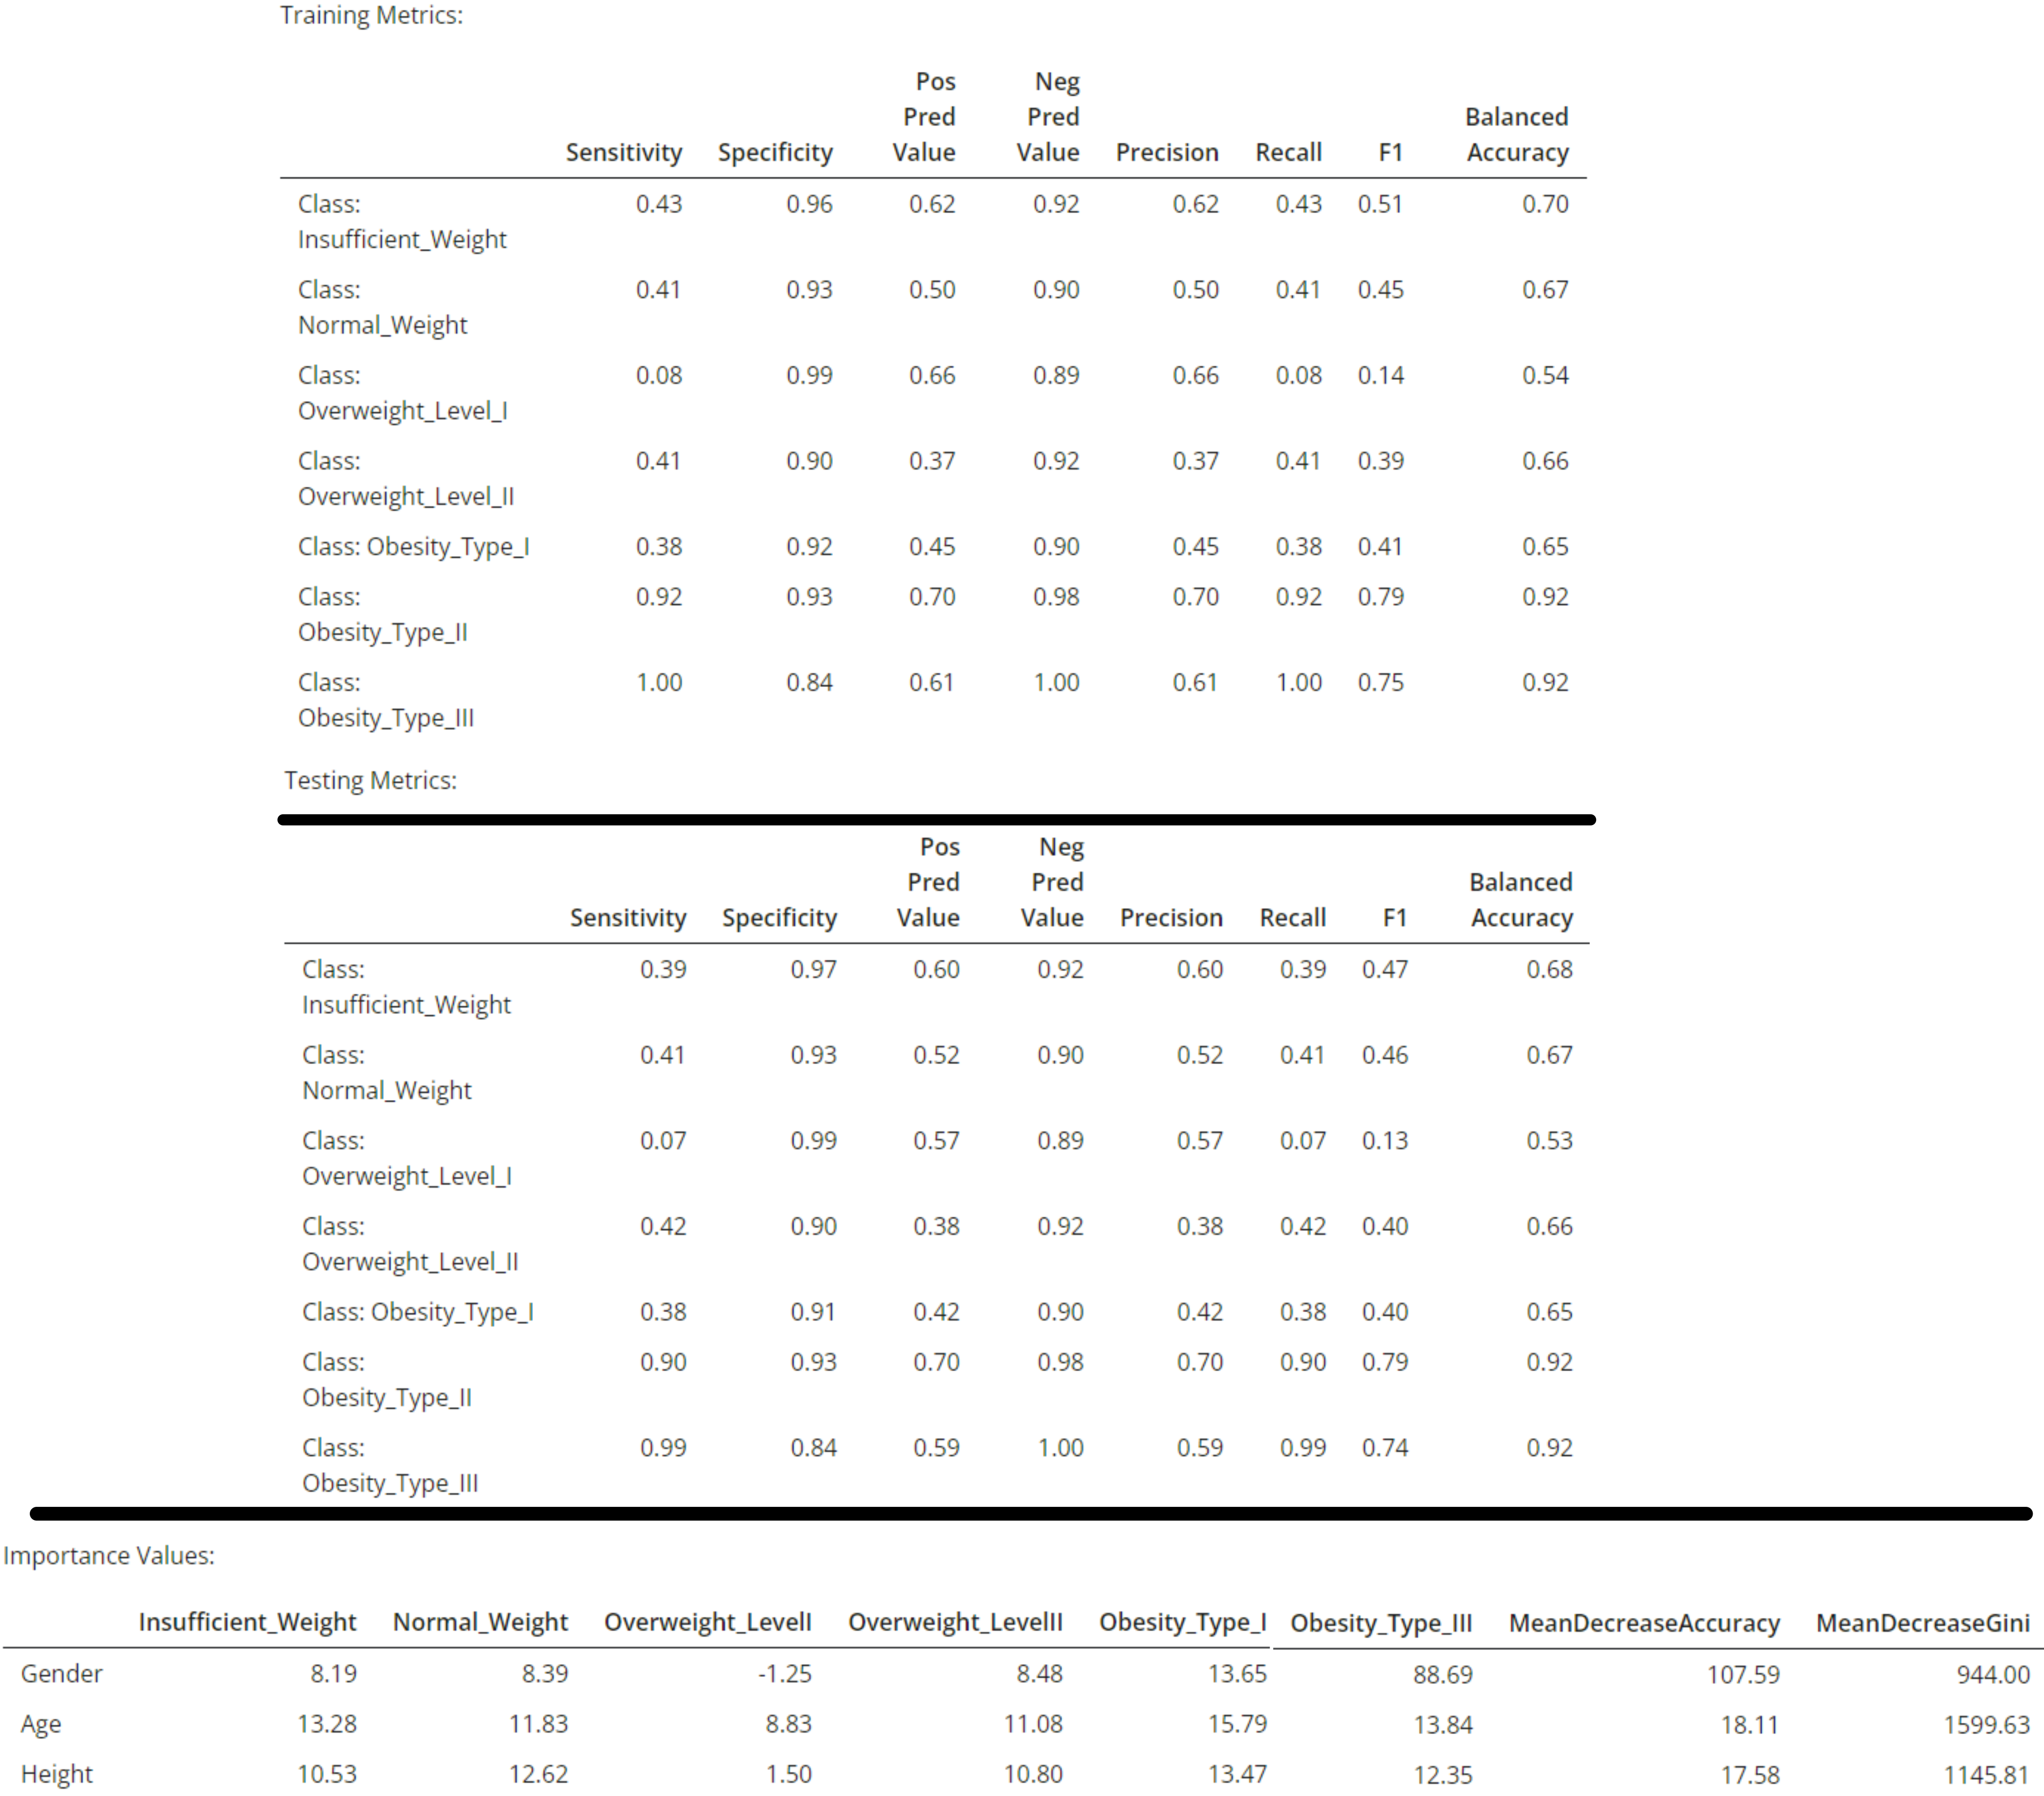 Training Metrics:
Sensitivity Specificity Pos Pred Value Neg Pred Value Precision Recall F1 Balanced Accuracy
Class: Insufficient_Weight 0.43 0.96 0.62 0.92 0.62 0.43 0.51 0.70
Class: Normal_Weight 0.41 0.93 0.50 0.90 0.50 0.41 0.45 0.67
Class: Overweight_Level_I 0.08 0.99 0.66 0.89 0.66 0.08 0.14 0.54
Class: Overweight_Level_II 0.41 0.90 0.37 0.92 0.37 0.41 0.39 0.66
Class: Obesity_Type_I 0.38 0.92 0.45 0.90 0.45 0.38 0.41 0.65
Class: Obesity_Type_II 0.92 0.93 0.70 0.98 0.70 0.92 0.79 0.92
Class: Obesity_Type_III 1.00 0.84 0.61 1.00 0.61 1.00 0.75 0.92
Testing Metrics:
Sensitivity Specificity Pos Pred Value Neg Pred Value Precision Recall F1 Balanced Accuracy
Class: Insufficient_Weight 0.39 0.97 0.60 0.92 0.60 0.39 0.47 0.68
Class: Normal_Weight 0.41 0.93 0.52 0.90 0.52 0.41 0.46 0.67
Class: Overweight_Level_I 0.07 0.99 0.57 0.89 0.57 0.07 0.13 0.53
Class: Overweight_Level_II 0.42 0.90 0.38 0.92 0.38 0.42 0.40 0.66
Class: Obesity_Type_I 0.38 0.91 0.42 0.90 0.42 0.38 0.40 0.65
Class: Obesity_Type_II 0.90 0.93 0.70 0.98 0.70 0.90 0.79 0.92
Class: Obesity_Type_III 0.99 0.84 0.59 1.00 0.59 0.99 0.74 0.92
Importance Values:
Insufficient_Weight Normal_Weight Overweight_LevelI Overweight_LevelII Obesity_Type_I Obesity_Type_III MeanDecreaseAccuracy MeanDecreaseGini
Gender 8.19 8.39 -1.25 8.48 13.65 88.69 107.59 944.00
Age 13.28 11.83 8.83 11.08 15.79 13.84 18.11 1599.63
Height 10.53 12.62 1.50 10.80 13.47 12.35 17.58 1145.81